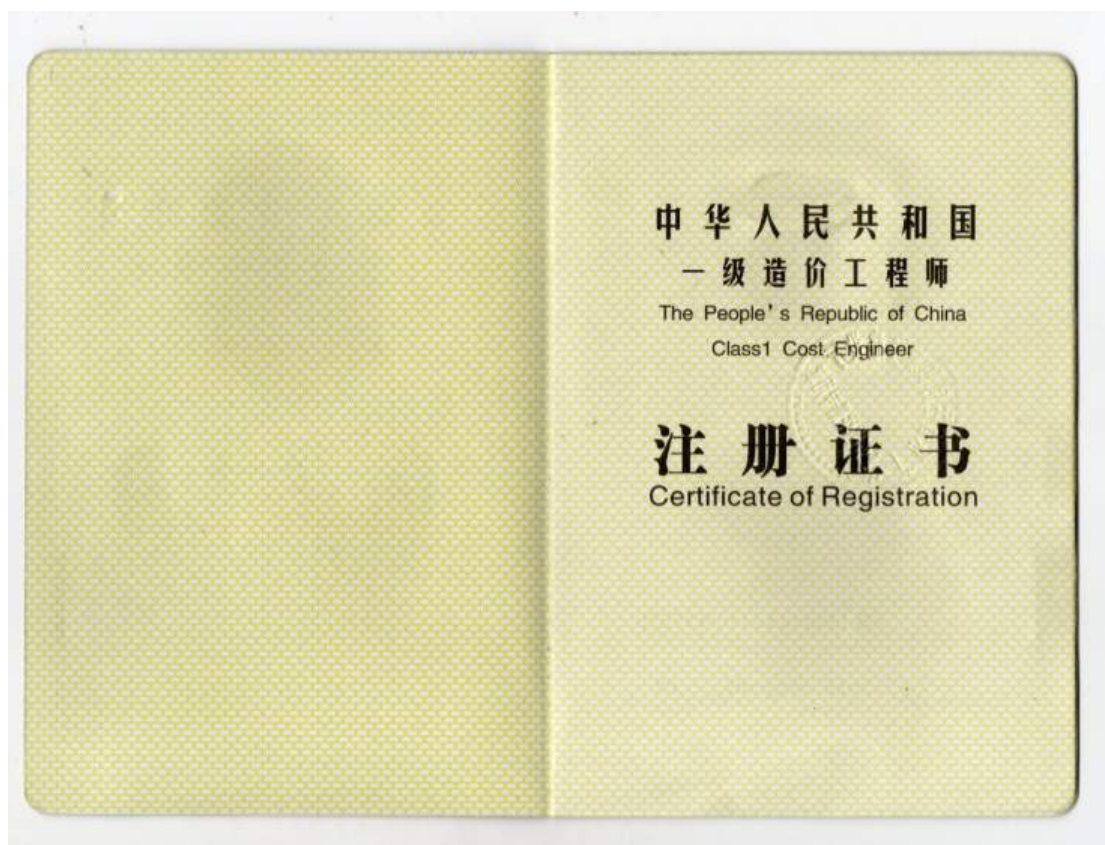 中华人民共和国
一级造价工程师
The People's Republic of China
Class1 Cost Engineer
注册证书
Certificate of Registration